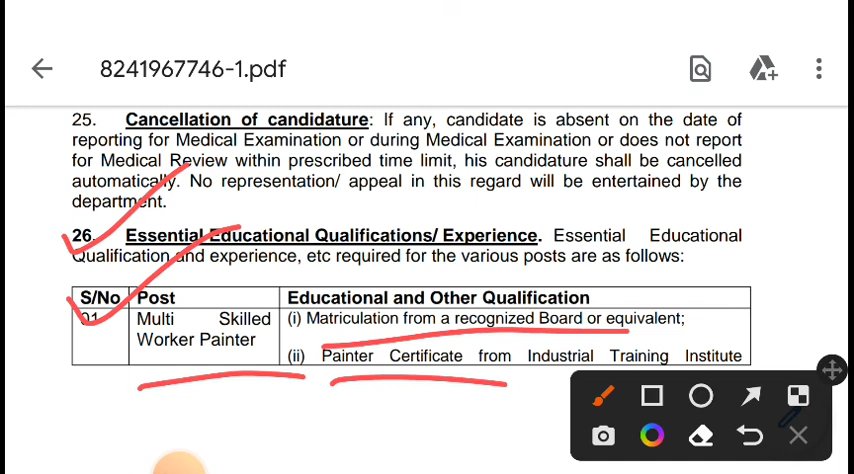 8241967746-1.pdf
25. Cancellation of candidature: If any, candidate is absent on the date of
reporting for Medical Examination or during Medical Examination or does not report
for Medical Review within prescribed time limit, his candidature shall be cancelled
automatically. No representation/ appeal in this regard will be entertained by the
department.
26. Essential Educational Qualifications/ Experience. Essential Educational
Qualification and experience, etc required for the various posts are as follows:
S/No Post Educational and Other Qualification
01 Multi Skilled (i) Matriculation from a recognized Board or equivalent;
Worker Painter
(ii) Painter Certificate from Industrial Training Institute